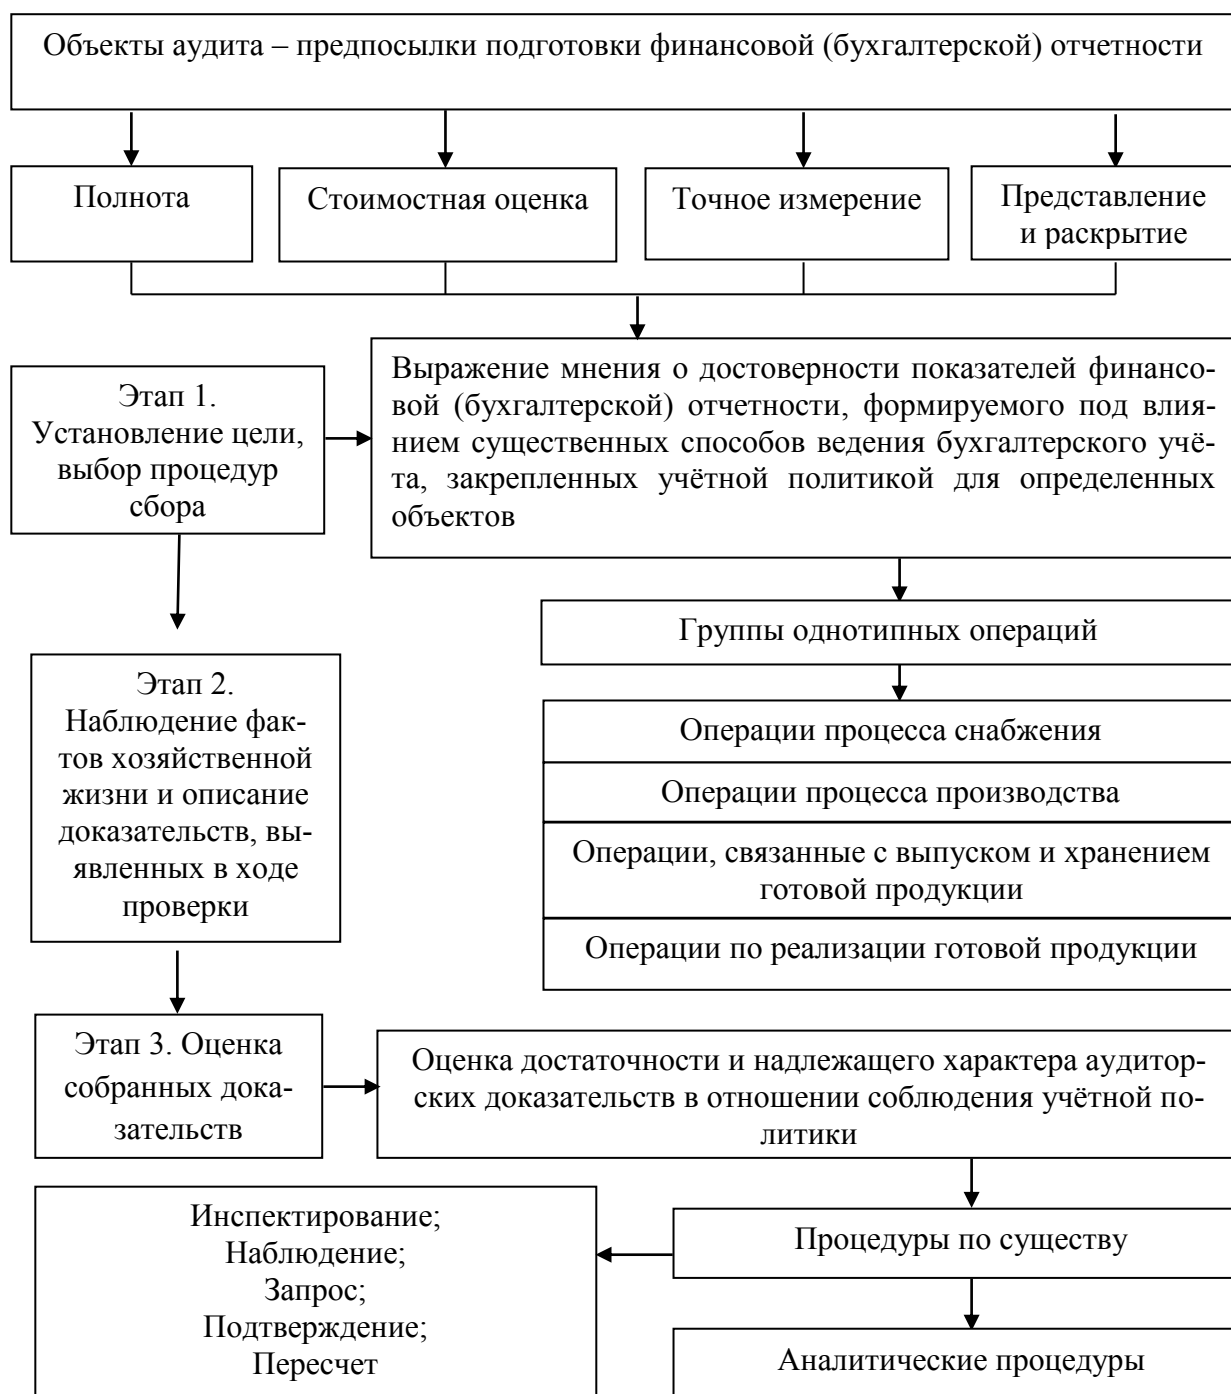 Объекты аудита – предпосылки подготовки финансовой (бухгалтерской) отчетности
Полнота
Стоимостная оценка
Точное измерение
Представление
и раскрытие
Этап 1.
Установление цели,
выбор процедур
сбора
Выражение мнения о достоверности показателей финансо-
вой (бухгалтерской) отчетности, формируемого под влия-
нием существенных способов ведения бухгалтерского учё-
та, закрепленных учётной политикой для определенных
объектов
Группы однотипных операций
Этап 2.
Наблюдение фак-
тов хозяйственной
жизни и описание
доказательств, вы-
явленных в ходе
проверки
Операции процесса снабжения
Операции процесса производства
Операции, связанные с выпуском и хранением
готовой продукции
Операции по реализации готовой продукции
Этап 3. Оценка
собранных дока-
зательств
Оценка достаточности и надлежащего характера аудитор-
ских доказательств в отношении соблюдения учётной по-
литики
Инспектирование;
Наблюдение;
Запрос;
Подтверждение;
Пересчет
Процедуры по существу
Аналитические процедуры